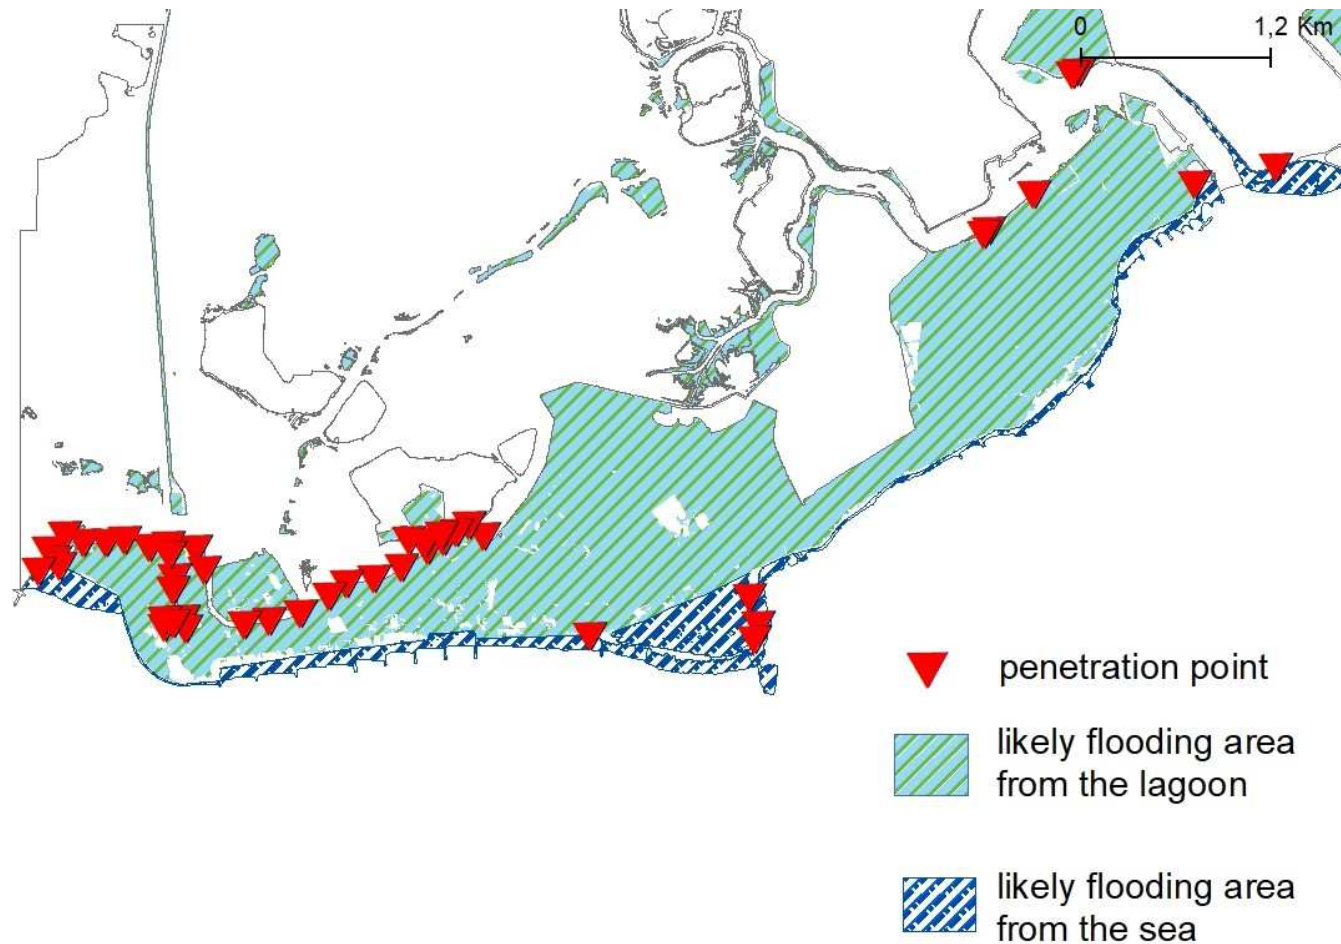 0 1,2 Km
penetration point
likely flooding area
from the lagoon
likely flooding area
from the sea